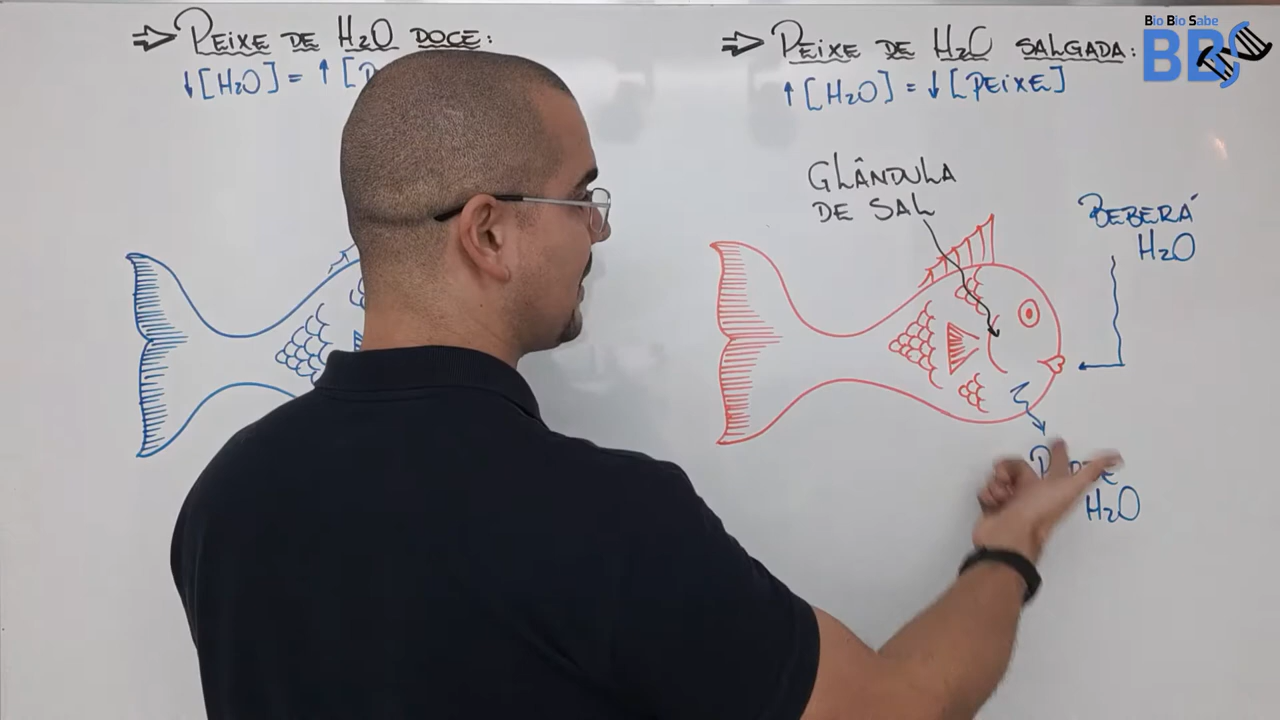 ⇒ PEIXE DE H2O DOCE:
↓[H2O] = ↑[P
⇒ PEIXE DE H2O SALGADA:
↑[H2O] = ↓[PEIXE]
Bio Bio Sabe
BBS
GLÂNDULA
DE SAL
BEBERÁ
H2O
H2O